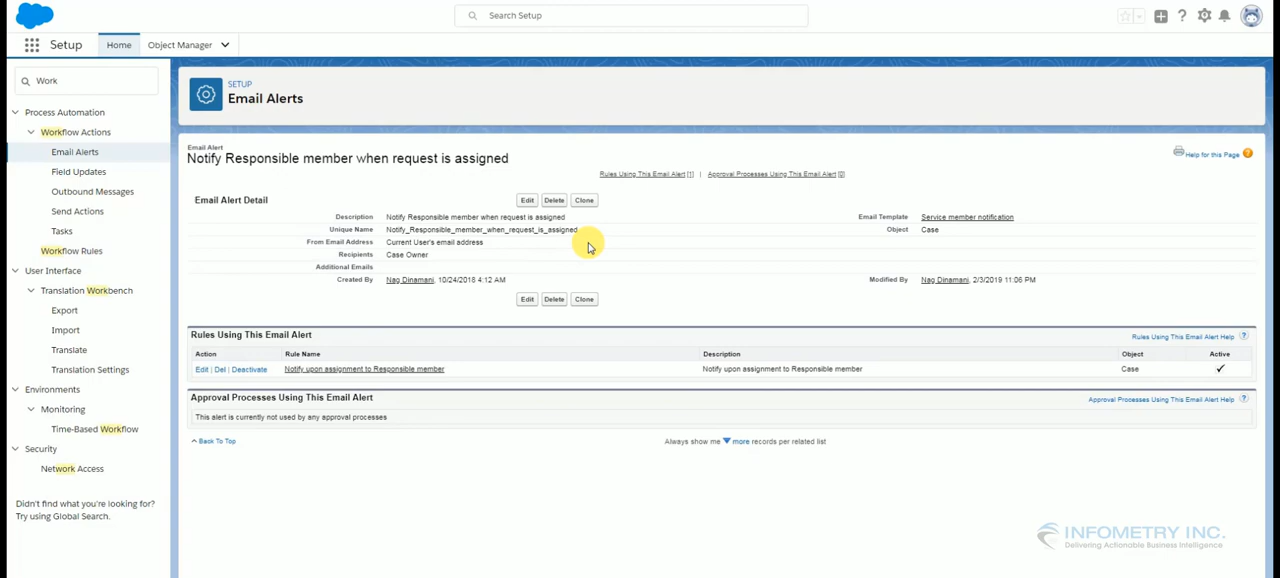 Search Setup
Setup
Home
Object Manager
Work
Process Automation
Workflow Actions
Email Alerts
Field Updates
Outbound Messages
Send Actions
Tasks
Workflow Rules
User Interface
Translation Workbench
Export
Import
Translate
Translation Settings
Environments
Monitoring
Time-Based Workflow
Security
Network Access
Didn't find what you're looking for?
Try using Global Search.
SETUP
Email Alerts
Email Alert
Notify Responsible member when request is assigned
Help for this Page ?
Rules Using This Email Alert [1] | Approval Processes Using This Email Alert [0]
Email Alert Detail Edit Delete Clone
Description Notify Responsible member when request is assigned Email Template Service member notification
Unique Name Notify_Responsible_member_when_request_is_assigned Object Case
From Email Address Current User's email address
Recipients Case Owner
Additional Emails
Created By Nag Dinamani, 10/24/2018 4:12 AM Modified By Nag Dinamani, 2/3/2019 11:06 PM
Edit Delete Clone
Rules Using This Email Alert Rules Using This Email Alert Help ?
Action Rule Name Description Object Active
Edit | Del | Deactivate Notify upon assignment to Responsible member Notify upon assignment to Responsible member Case ✓
Approval Processes Using This Email Alert Approval Processes Using This Email Alert Help ?
This alert is currently not used by any approval processes
^ Back To Top Always show me ▼ more records per related list
INFOMETRY INC.
Delivering Actionable Business Intelligence